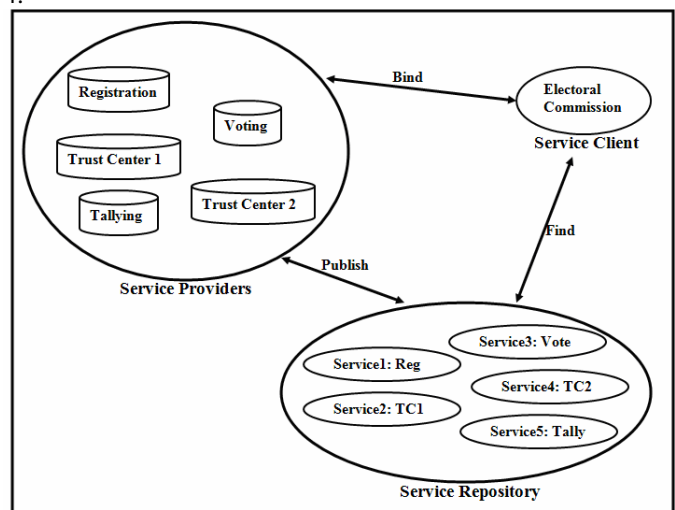 Registration
Voting
Trust Center 1
Trust Center 2
Tallying
Service Providers
Bind
Electoral
Commission
Service Client
Find
Publish
Service3: Vote
Service1: Reg
Service4: TC2
Service2: TC1
Service5: Tally
Service Repository